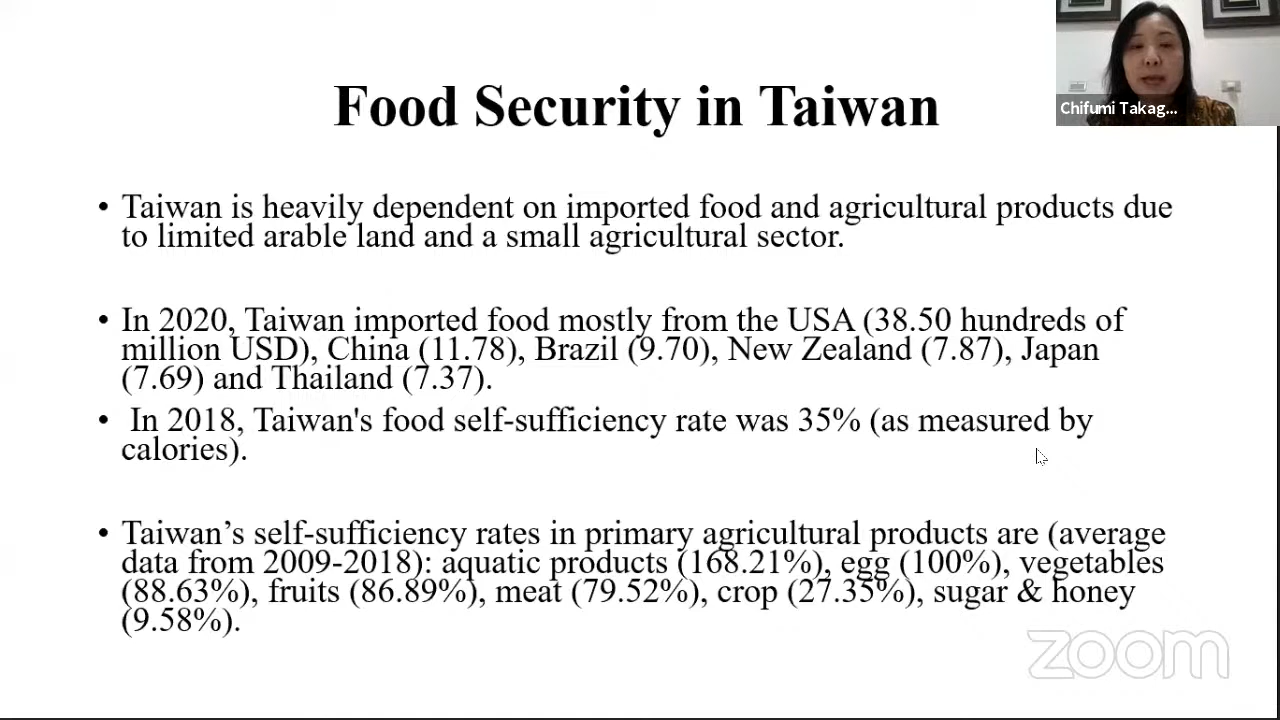 Food Security in Taiwan
Chifumi Takag...
• Taiwan is heavily dependent on imported food and agricultural products due
to limited arable land and a small agricultural sector.
• In 2020, Taiwan imported food mostly from the USA (38.50 hundreds of
million USD), China (11.78), Brazil (9.70), New Zealand (7.87), Japan
(7.69) and Thailand (7.37).
• In 2018, Taiwan's food self-sufficiency rate was 35% (as measured by
calories).
• Taiwan’s self-sufficiency rates in primary agricultural products are (average
data from 2009-2018): aquatic products (168.21%), egg (100%), vegetables
(88.63%), fruits (86.89%), meat (79.52%), crop (27.35%), sugar & honey
(9.58%).
zoom